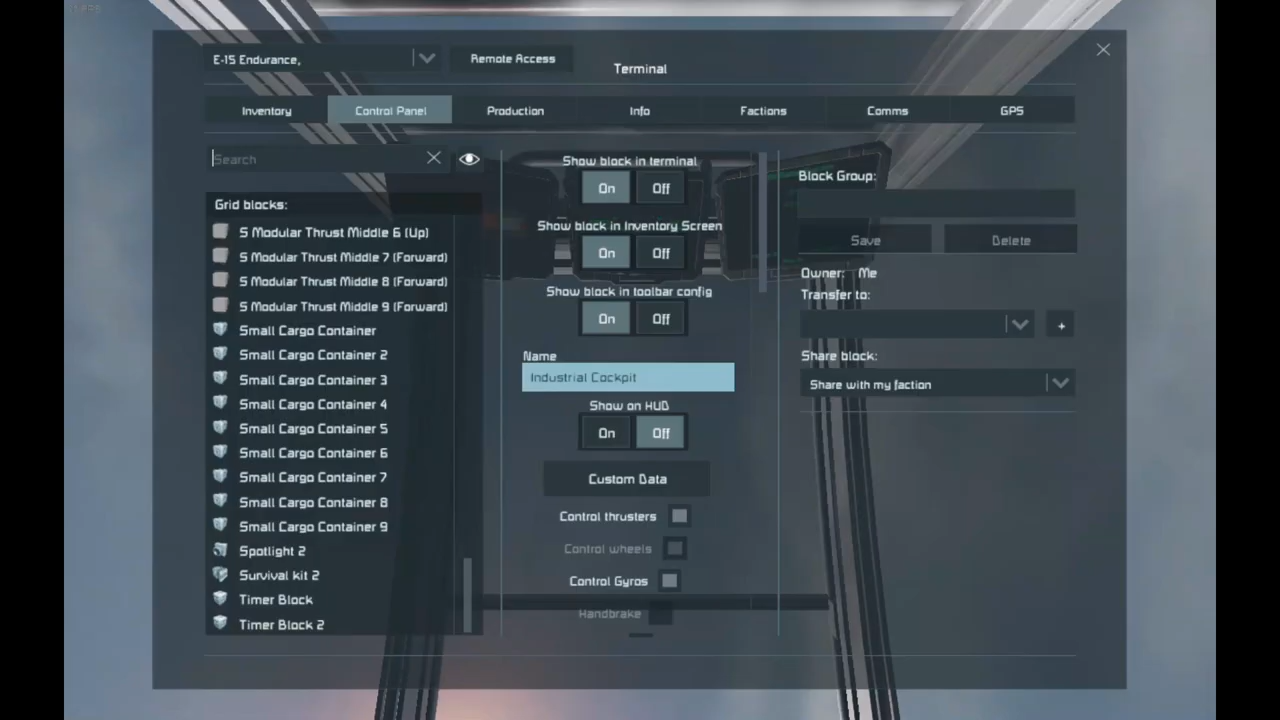 E-15 Endurance,
Remote Access
Terminal
Inventory
Control Panel
Production
Info
Factions
Comms
GPS
Search
Grid blocks:
S Modular Thrust Middle 6 (Up)
S Modular Thrust Middle 7 (Forward)
S Modular Thrust Middle 8 (Forward)
S Modular Thrust Middle 9 (Forward)
Small Cargo Container
Small Cargo Container 2
Small Cargo Container 3
Small Cargo Container 4
Small Cargo Container 5
Small Cargo Container 6
Small Cargo Container 7
Small Cargo Container 8
Small Cargo Container 9
Spotlight 2
Survival kit 2
Timer Block
Timer Block 2
Show block in terminal
On Off
Show block in Inventory Screen
On Off
Show block in toolbar config
On Off
Name
Industrial Cockpit
Show on HUD
On Off
Custom Data
Control thrusters
Control wheels
Control Gyros
Handbrake
Block Group:
Save
Delete
Owner: Me
Transfer to:
+
Share block:
Share with my faction